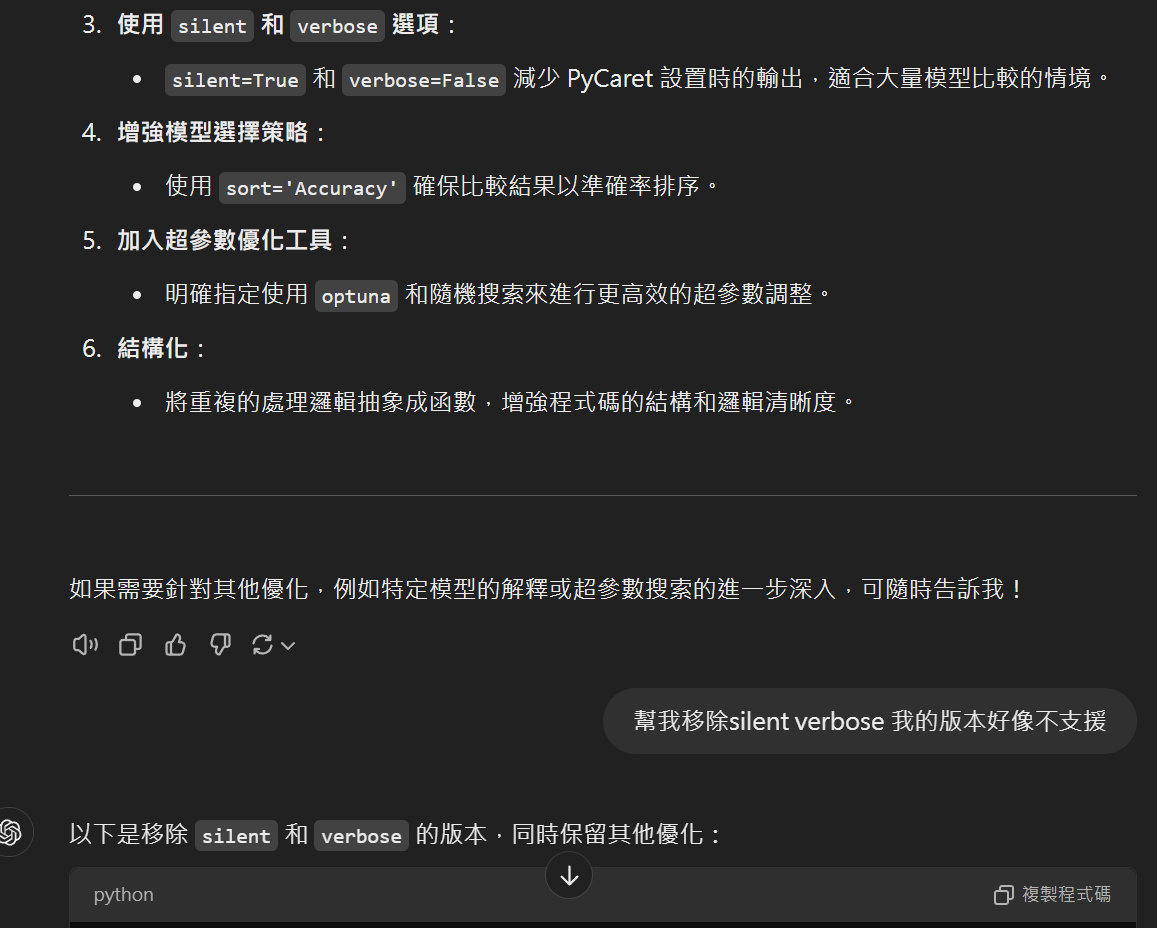 3. 使用 silent 和 verbose 選項：
• silent=True 和 verbose=False 減少 PyCaret 設置時的輸出，適合大量模型比較的情境。
4. 增強模型選擇策略：
• 使用 sort='Accuracy' 確保比較結果以準確率排序。
5. 加入超參數優化工具：
• 明確指定使用 optuna 和隨機搜索來進行更高效的超參數調整。
6. 結構化：
• 將重複的處理邏輯抽象成函數，增強程式碼的結構和邏輯清晰度。
如果需要針對其他優化，例如特定模型的解釋或超參數搜索的進一步深入，可隨時告訴我！
幫我移除silent verbose 我的版本好像不支援
以下是移除 silent 和 verbose 的版本，同時保留其他優化：
python 複製程式碼